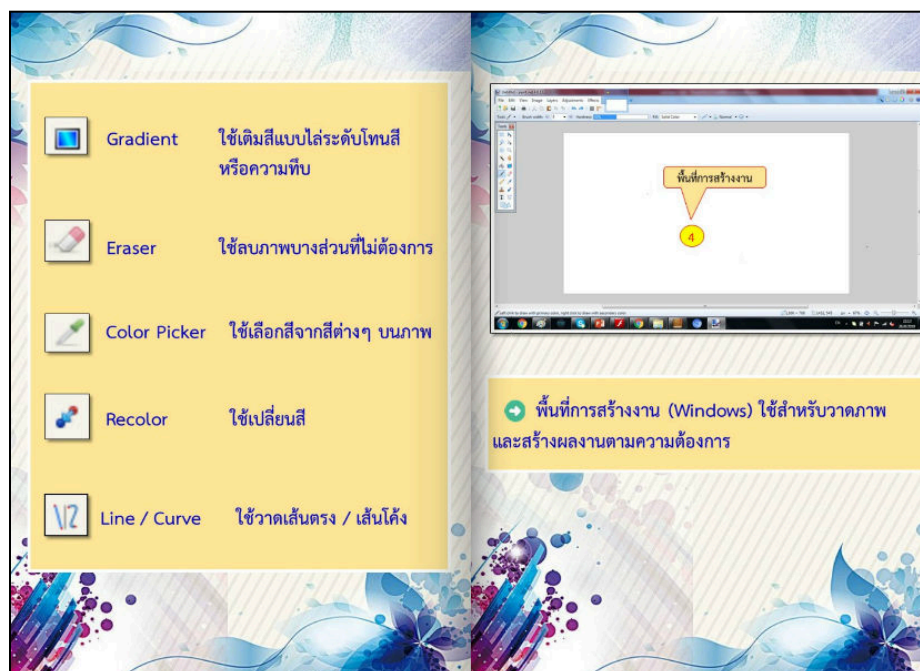 Gradient ใช้เติมสีแบบไล่ระดับโทนสี
หรือความทึบ
Eraser ใช้ลบภาพบางส่วนที่ไม่ต้องการ
Color Picker ใช้เลือกสีจากสีต่างๆ บนภาพ
Recolor ใช้เปลี่ยนสี
Line / Curve ใช้วาดเส้นตรง / เส้นโค้ง
File Edit View Image Layers Adjustments Effects
พื้นที่การสร้างงาน
4
พื้นที่การสร้างงาน (Windows) ใช้สำหรับวาดภาพ
และสร้างผลงานตามความต้องการ